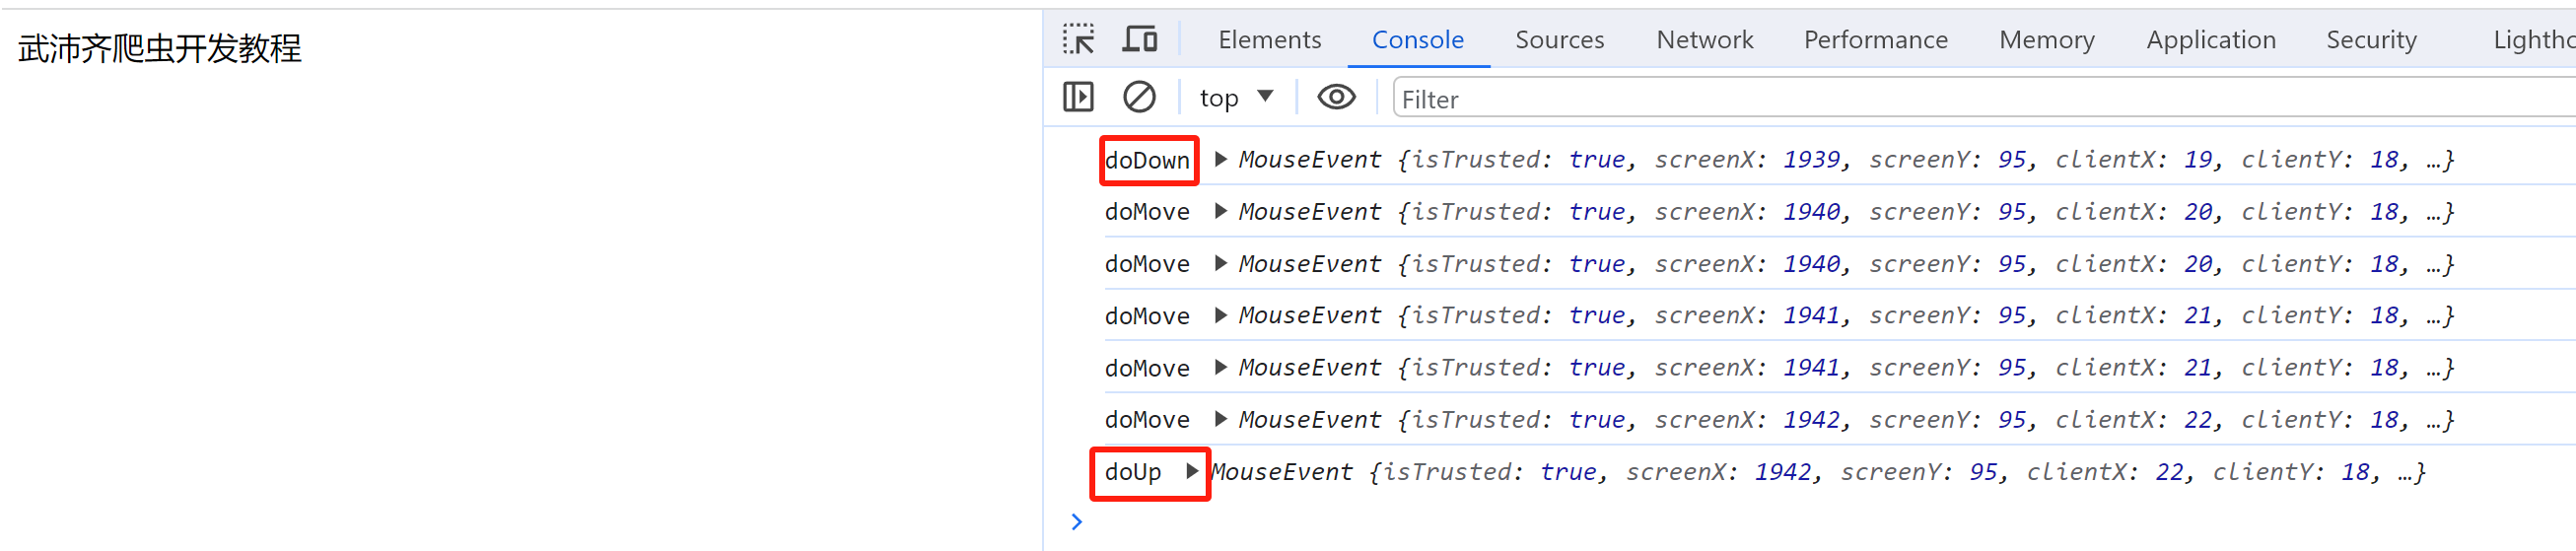 武沛齐爬虫开发教程
Elements Console Sources Network Performance Memory Application Security Lightho
top Filter
doDown MouseEvent {isTrusted: true, screenX: 1939, screenY: 95, clientX: 19, clientY: 18, …}
doMove MouseEvent {isTrusted: true, screenX: 1940, screenY: 95, clientX: 20, clientY: 18, …}
doMove MouseEvent {isTrusted: true, screenX: 1940, screenY: 95, clientX: 20, clientY: 18, …}
doMove MouseEvent {isTrusted: true, screenX: 1941, screenY: 95, clientX: 21, clientY: 18, …}
doMove MouseEvent {isTrusted: true, screenX: 1941, screenY: 95, clientX: 21, clientY: 18, …}
doMove MouseEvent {isTrusted: true, screenX: 1942, screenY: 95, clientX: 22, clientY: 18, …}
doUp MouseEvent {isTrusted: true, screenX: 1942, screenY: 95, clientX: 22, clientY: 18, …}